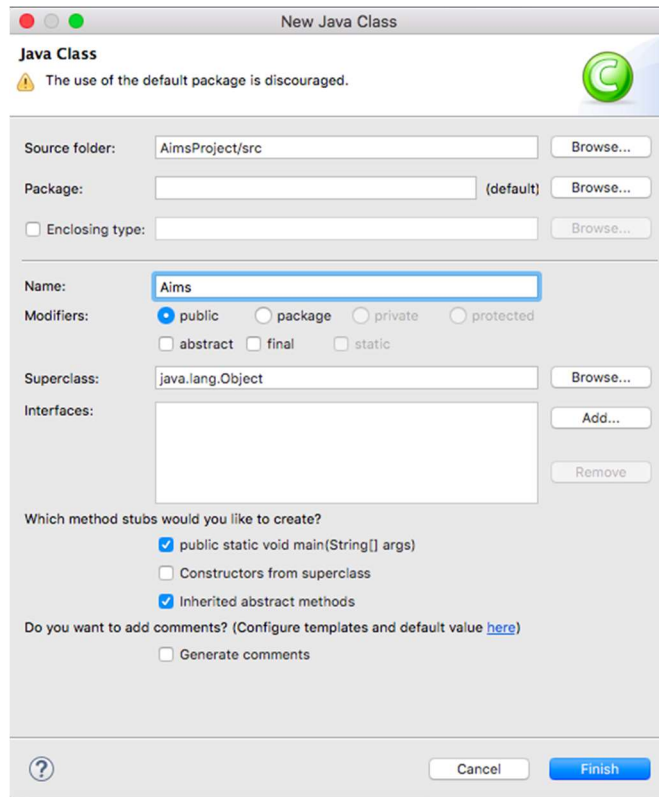 New Java Class
Java Class
The use of the default package is discouraged.
C
Source folder: AimsProject/src Browse...
Package: (default) Browse...
Enclosing type: Browse...
Name: Aims
Modifiers: public package private protected
abstract final static
Superclass: java.lang.Object Browse...
Interfaces: Add...
Remove
Which method stubs would you like to create?
public static void main(String[] args)
Constructors from superclass
Inherited abstract methods
Do you want to add comments? (Configure templates and default value here)
Generate comments
? Cancel Finish